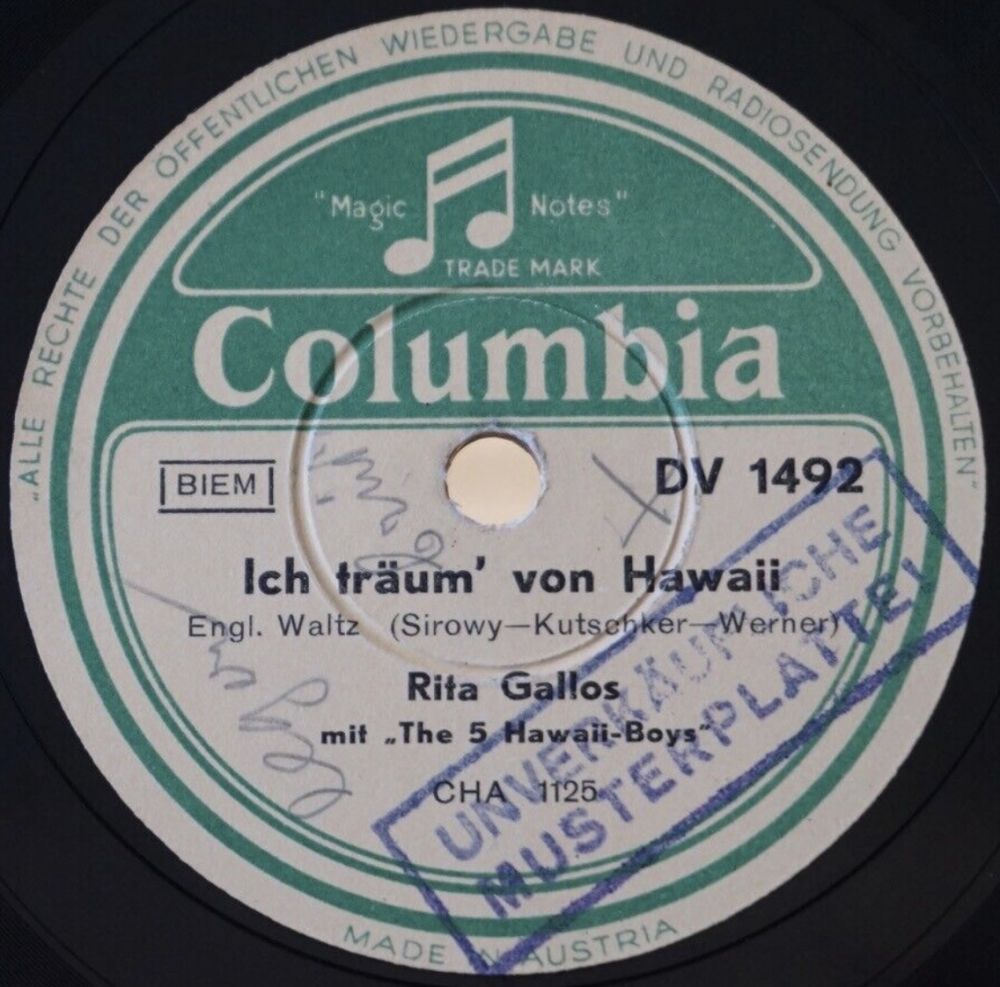 „ALLE RECHTE DER ÖFFENTLICHEN WIEDERGABE UND RADIOSENDUNG VORBEHALTEN“
"Magic Notes"
TRADE MARK
Columbia
BIEM
DV 1492
Ich träum' von Hawaii
Engl. Waltz (Sirowy—Kutschker—Werner)
Rita Gallos
mit „The 5 Hawaii-Boys“
CHA 1125
UNVERKÄUFLICHE
MUSTERPLATTE!
MADE IN AUSTRIA